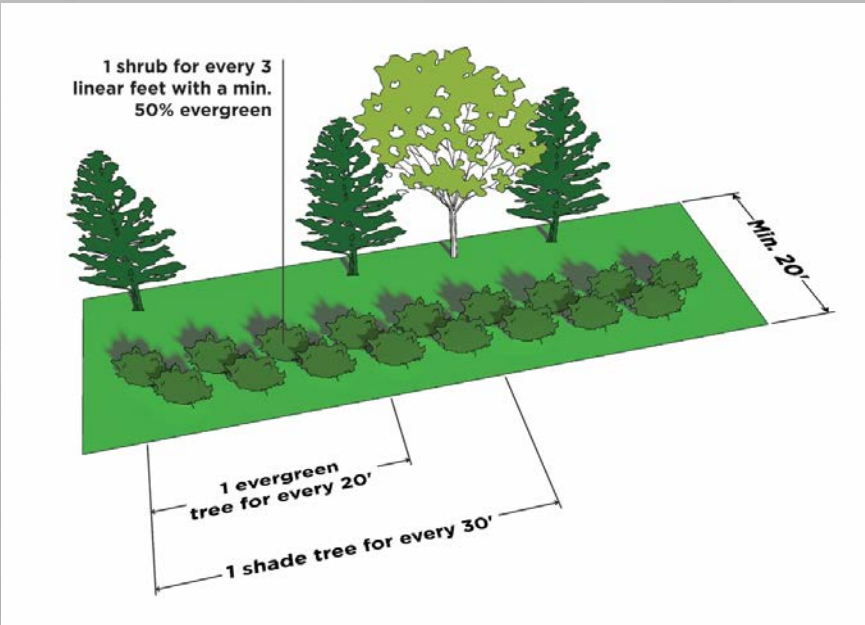 1 shrub for every 3
linear feet with a min.
50% evergreen
Min. 20'
1 evergreen
tree for every 20'
1 shade tree for every 30'